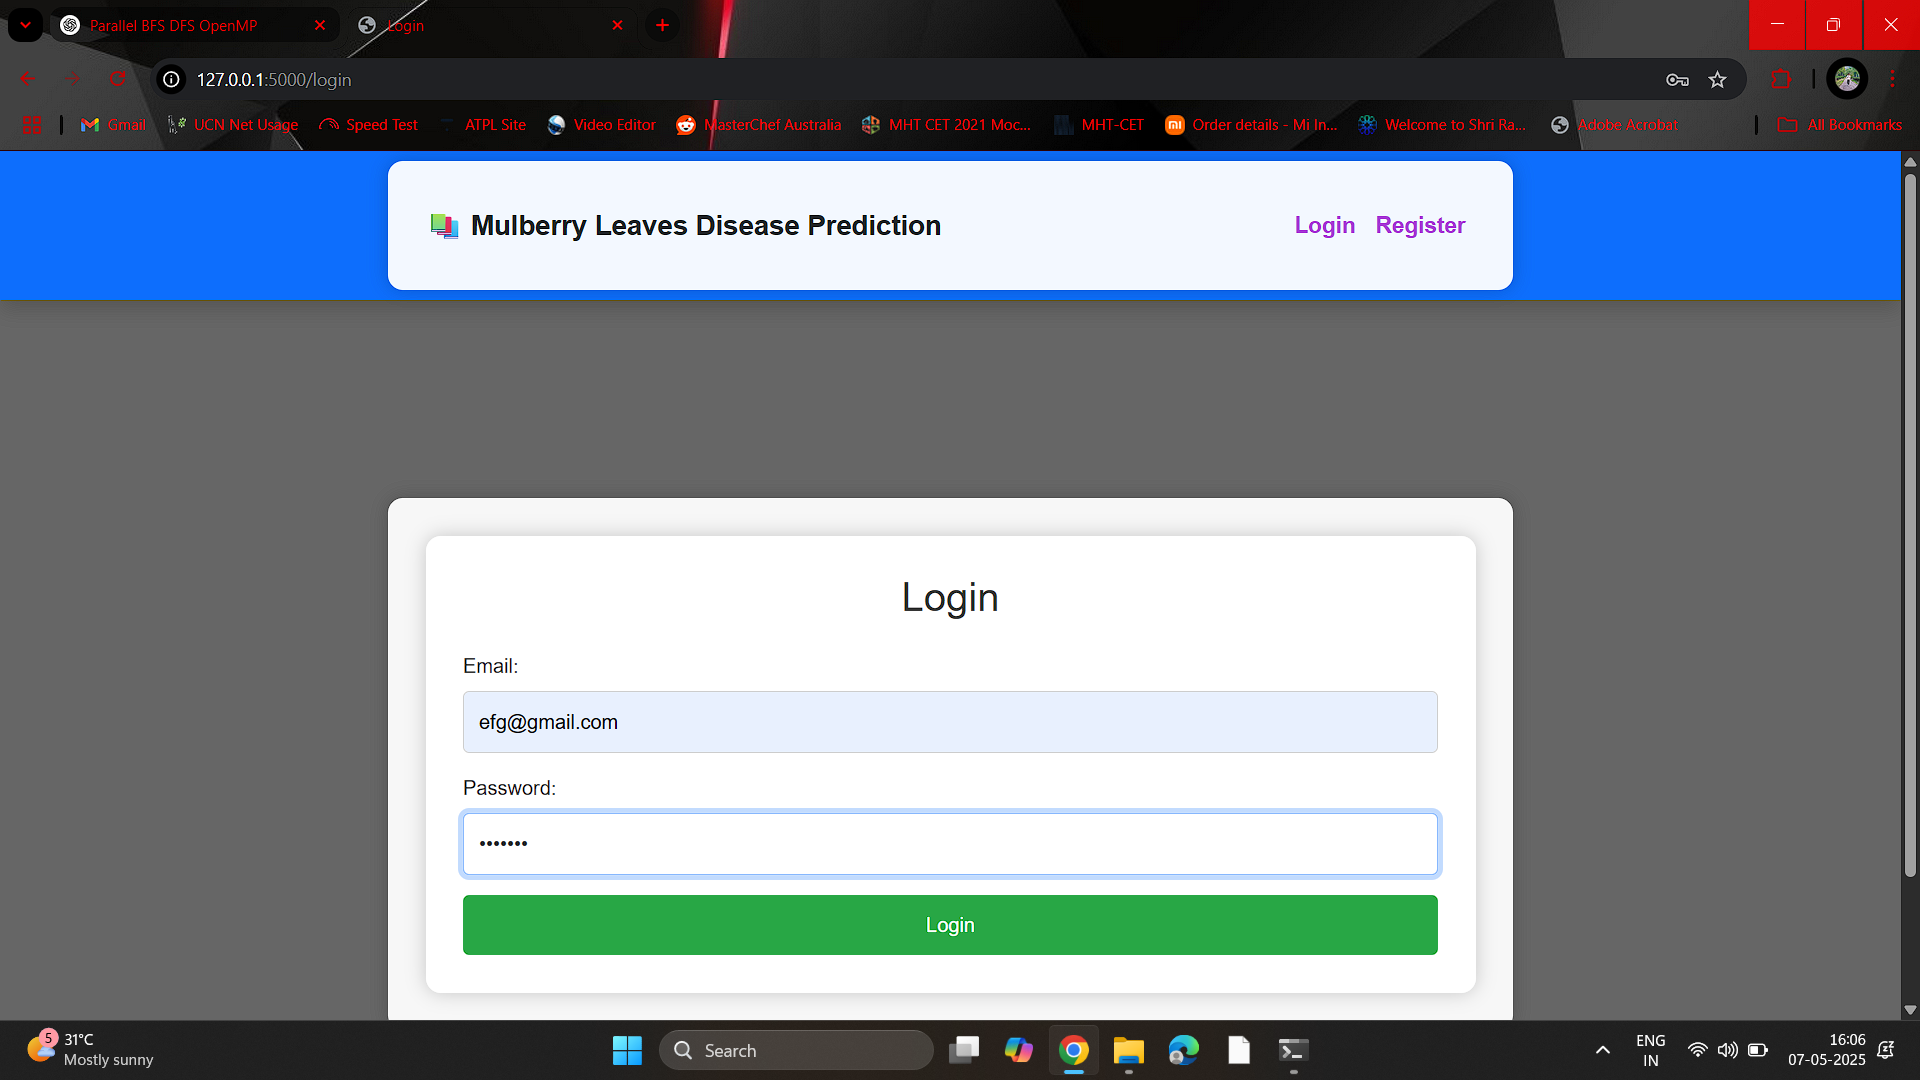 Parallel BFS DFS OpenMP
Login
127.0.0.1:5000/login
Gmail
UCN Net Usage
Speed Test
ATPL Site
Video Editor
MasterChef Australia
MHT CET 2021 Moc...
MHT-CET
Order details - Mi In...
Welcome to Shri Ra...
Adobe Acrobat
All Bookmarks
Mulberry Leaves Disease Prediction
Login Register
Login
Email:
efg@gmail.com
Password:
•••••••
Login
5
31°C
Mostly sunny
Search
ENG
IN
16:06
07-05-2025